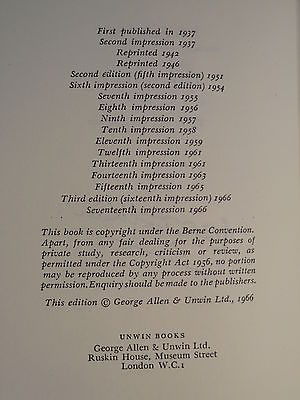 First published in 1937
Second impression 1937
Reprinted 1942
Reprinted 1946
Second edition (fifth impression) 1951
Sixth impression (second edition) 1954
Seventh impression 1955
Eighth impression 1956
Ninth impression 1957
Tenth impression 1958
Eleventh impression 1959
Twelfth impression 1961
Thirteenth impression 1961
Fourteenth impression 1963
Fifteenth impression 1965
Third edition (sixteenth impression) 1966
Seventeenth impression 1966
This book is copyright under the Berne Convention.
Apart, from any fair dealing for the purposes of
private study, research, criticism or review, as
permitted under the Copyright Act 1956, no portion
may be reproduced by any process without written
permission. Enquiry should be made to the publishers.
This edition © George Allen & Unwin Ltd., 1966
UNWIN BOOKS
George Allen & Unwin Ltd.
Ruskin House, Museum Street
London W.C.1